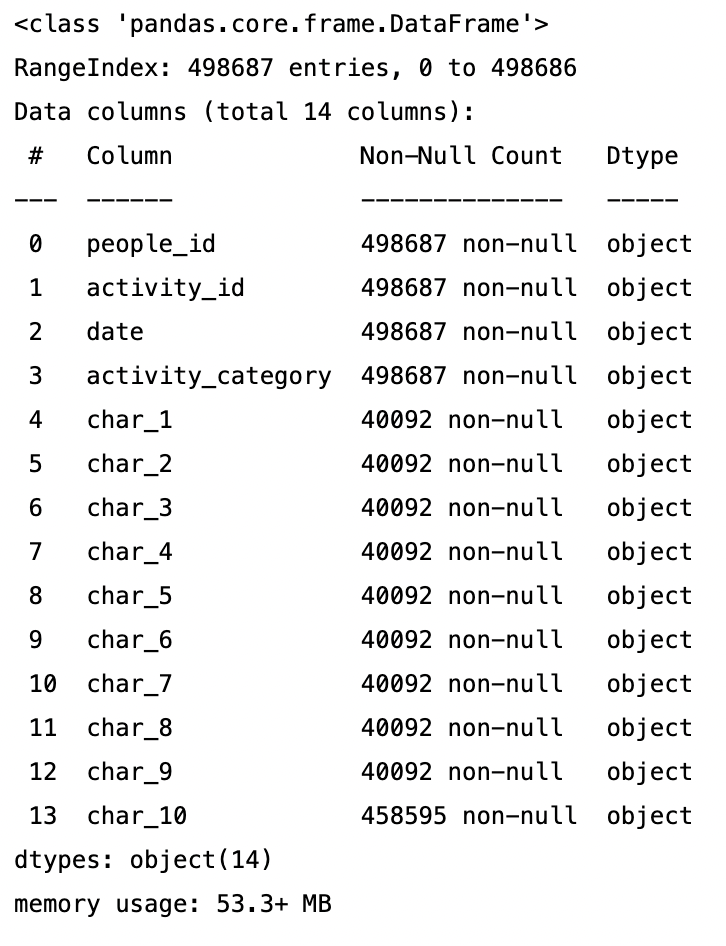 <class 'pandas.core.frame.DataFrame'>
RangeIndex: 498687 entries, 0 to 498686
Data columns (total 14 columns):
 #   Column             Non-Null Count   Dtype
---  ------             --------------   -----
 0   people_id          498687 non-null  object
 1   activity_id        498687 non-null  object
 2   date               498687 non-null  object
 3   activity_category  498687 non-null  object
 4   char_1             40092 non-null   object
 5   char_2             40092 non-null   object
 6   char_3             40092 non-null   object
 7   char_4             40092 non-null   object
 8   char_5             40092 non-null   object
 9   char_6             40092 non-null   object
 10  char_7             40092 non-null   object
 11  char_8             40092 non-null   object
 12  char_9             40092 non-null   object
 13  char_10            458595 non-null  object
dtypes: object(14)
memory usage: 53.3+ MB